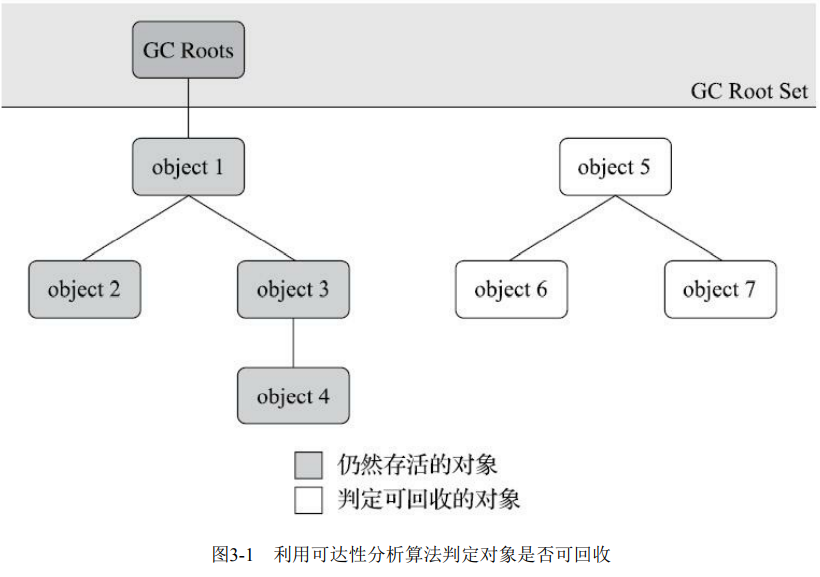 GC Roots
GC Root Set
object 1
object 5
object 2
object 3
object 6
object 7
object 4
仍然存活的对象
判定可回收的对象
图3-1 利用可达性分析算法判定对象是否可回收